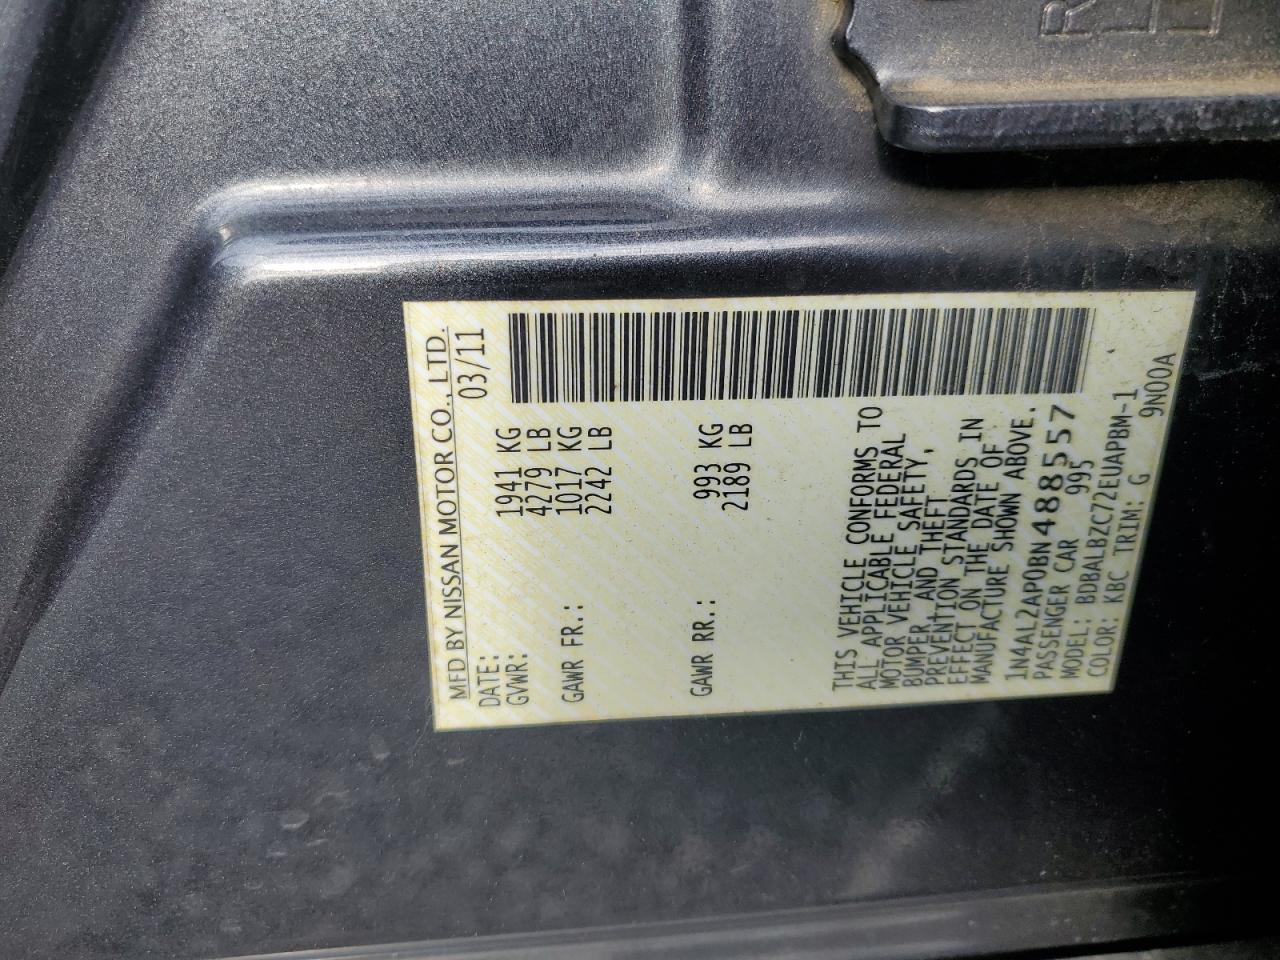 MFD BY NISSAN MOTOR CO., LTD.
DATE: 03/11
GVWR: 1941 KG
4279 LB
GAWR FR.: 1017 KG
2242 LB
GAWR RR.: 993 KG
2189 LB
THIS VEHICLE CONFORMS TO
ALL APPLICABLE FEDERAL
MOTOR VEHICLE SAFETY,
BUMPER, AND THEFT
PREVENTION STANDARDS IN
EFFECT ON THE DATE OF
MANUFACTURE SHOWN ABOVE.
1N4AL2AP0BN488557
PASSENGER CAR 995
MODEL: BDBALBZC72EUAPBM-1
COLOR: KBC TRIM: G 9N00A